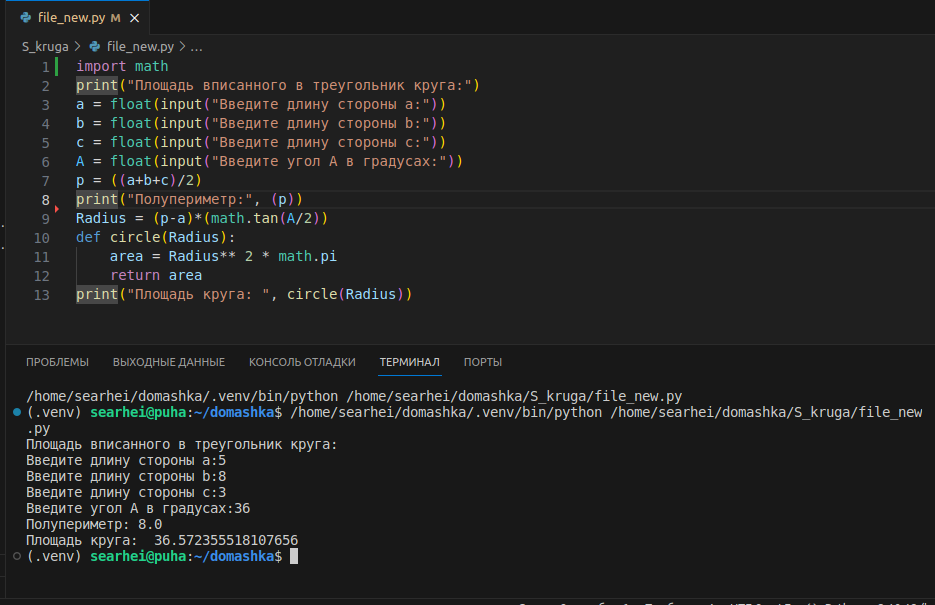 file_new.py M
S_kruga > file_new.py > ...
1 import math
2 print("Площадь вписанного в треугольник круга:")
3 a = float(input("Введите длину стороны a:"))
4 b = float(input("Введите длину стороны b:"))
5 c = float(input("Введите длину стороны c:"))
6 A = float(input("Введите угол A в градусах:"))
7 p = ((a+b+c)/2)
8 print("Полупериметр:", (p))
9 Radius = (p-a)*(math.tan(A/2))
10 def circle(Radius):
11 area = Radius** 2 * math.pi
12 return area
13 print("Площадь круга: ", circle(Radius))
ПРОБЛЕМЫ ВЫХОДНЫЕ ДАННЫЕ КОНСОЛЬ ОТЛАДКИ ТЕРМИНАЛ ПОРТЫ
/home/searhei/domashka/.venv/bin/python /home/searhei/domashka/S_kruga/file_new.py
(.venv) searhei@puha:~/domashka$ /home/searhei/domashka/.venv/bin/python /home/searhei/domashka/S_kruga/file_new
.py
Площадь вписанного в треугольник круга:
Введите длину стороны a:5
Введите длину стороны b:8
Введите длину стороны c:3
Введите угол A в градусах:36
Полупериметр: 8.0
Площадь круга:  36.572355518107656
(.venv) searhei@puha:~/domashka$